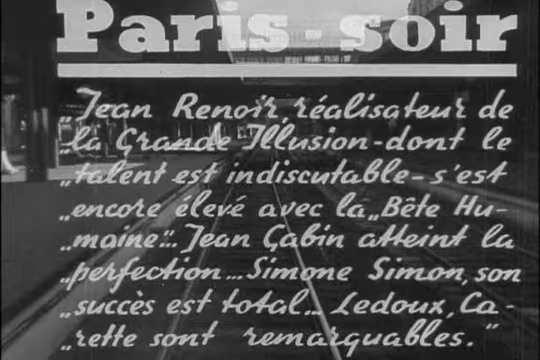 Paris-soir
„Jean Renoir, réalisateur de
„la Grande Illusion-dont le
„talent est indiscutable-s'est
„encore élevé avec la „Bête Hu-
„maine"... Jean Gabin atteint la
„perfection... Simone Simon, son
„succès est total... Ledoux, Ca-
„rette sont remarquables."